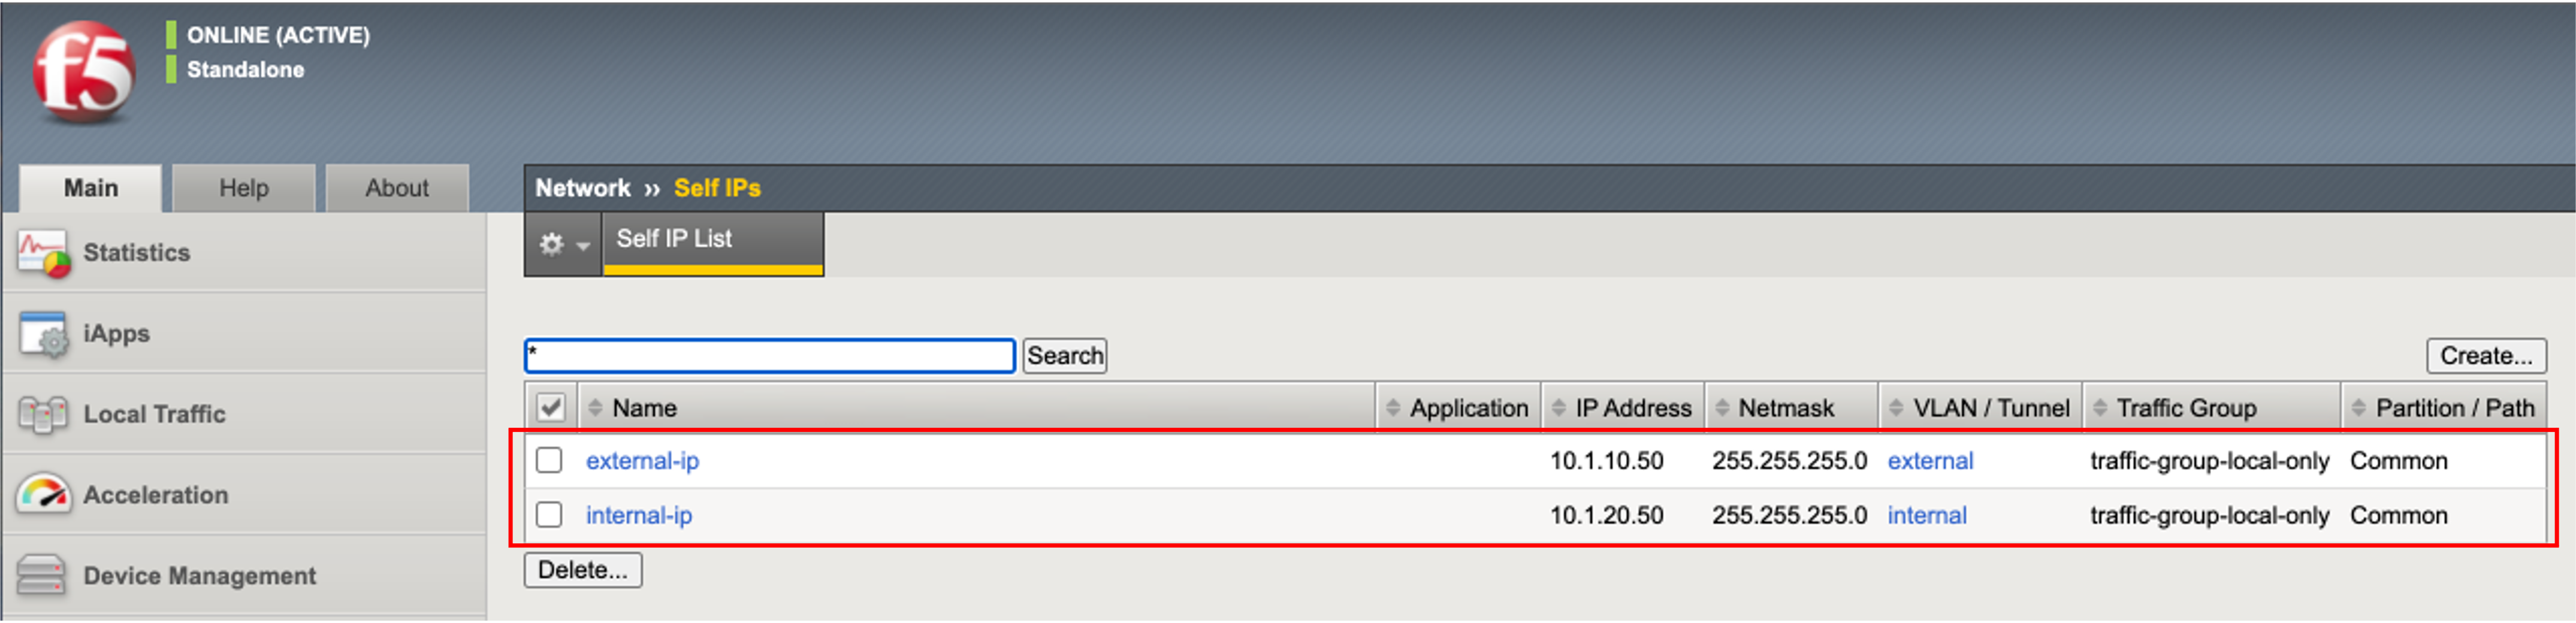 f5
ONLINE (ACTIVE)
Standalone
Main Help About
Network ›› Self IPs
Self IP List
Statistics
iApps
Local Traffic
Acceleration
Device Management
* Search Create...
Name Application IP Address Netmask VLAN / Tunnel Traffic Group Partition / Path
external-ip 10.1.10.50 255.255.255.0 external traffic-group-local-only Common
internal-ip 10.1.20.50 255.255.255.0 internal traffic-group-local-only Common
Delete...